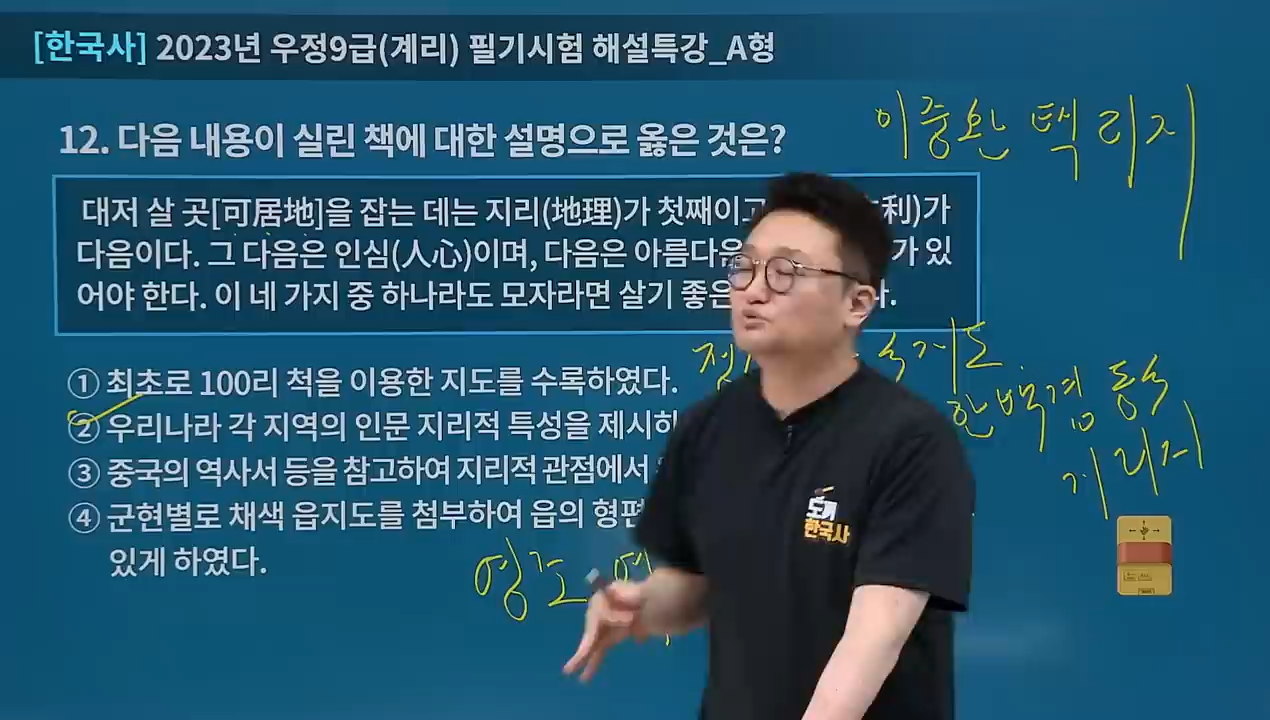 [한국사] 2023년 우정9급(계리) 필기시험 해설특강_A형
이중환 택리지
12. 다음 내용이 실린 책에 대한 설명으로 옳은 것은?
대저 살 곳[可居地]을 잡는 데는 지리(地理)가 첫째이고 利)가
다음이다. 그 다음은 인심(人心)이며, 다음은 아름다운 가 있
어야 한다. 이 네 가지 중 하나라도 모자라면 살기 좋은 다.
① 최초로 100리 척을 이용한 지도를 수록하였다.
지도
② 우리나라 각 지역의 인문 지리적 특성을 제시하
한백겸 동국
지리지
③ 중국의 역사서 등을 참고하여 지리적 관점에서
④ 군현별로 채색 읍지도를 첨부하여 읍의 형편
있게 하였다.
영조
도끼
한국사